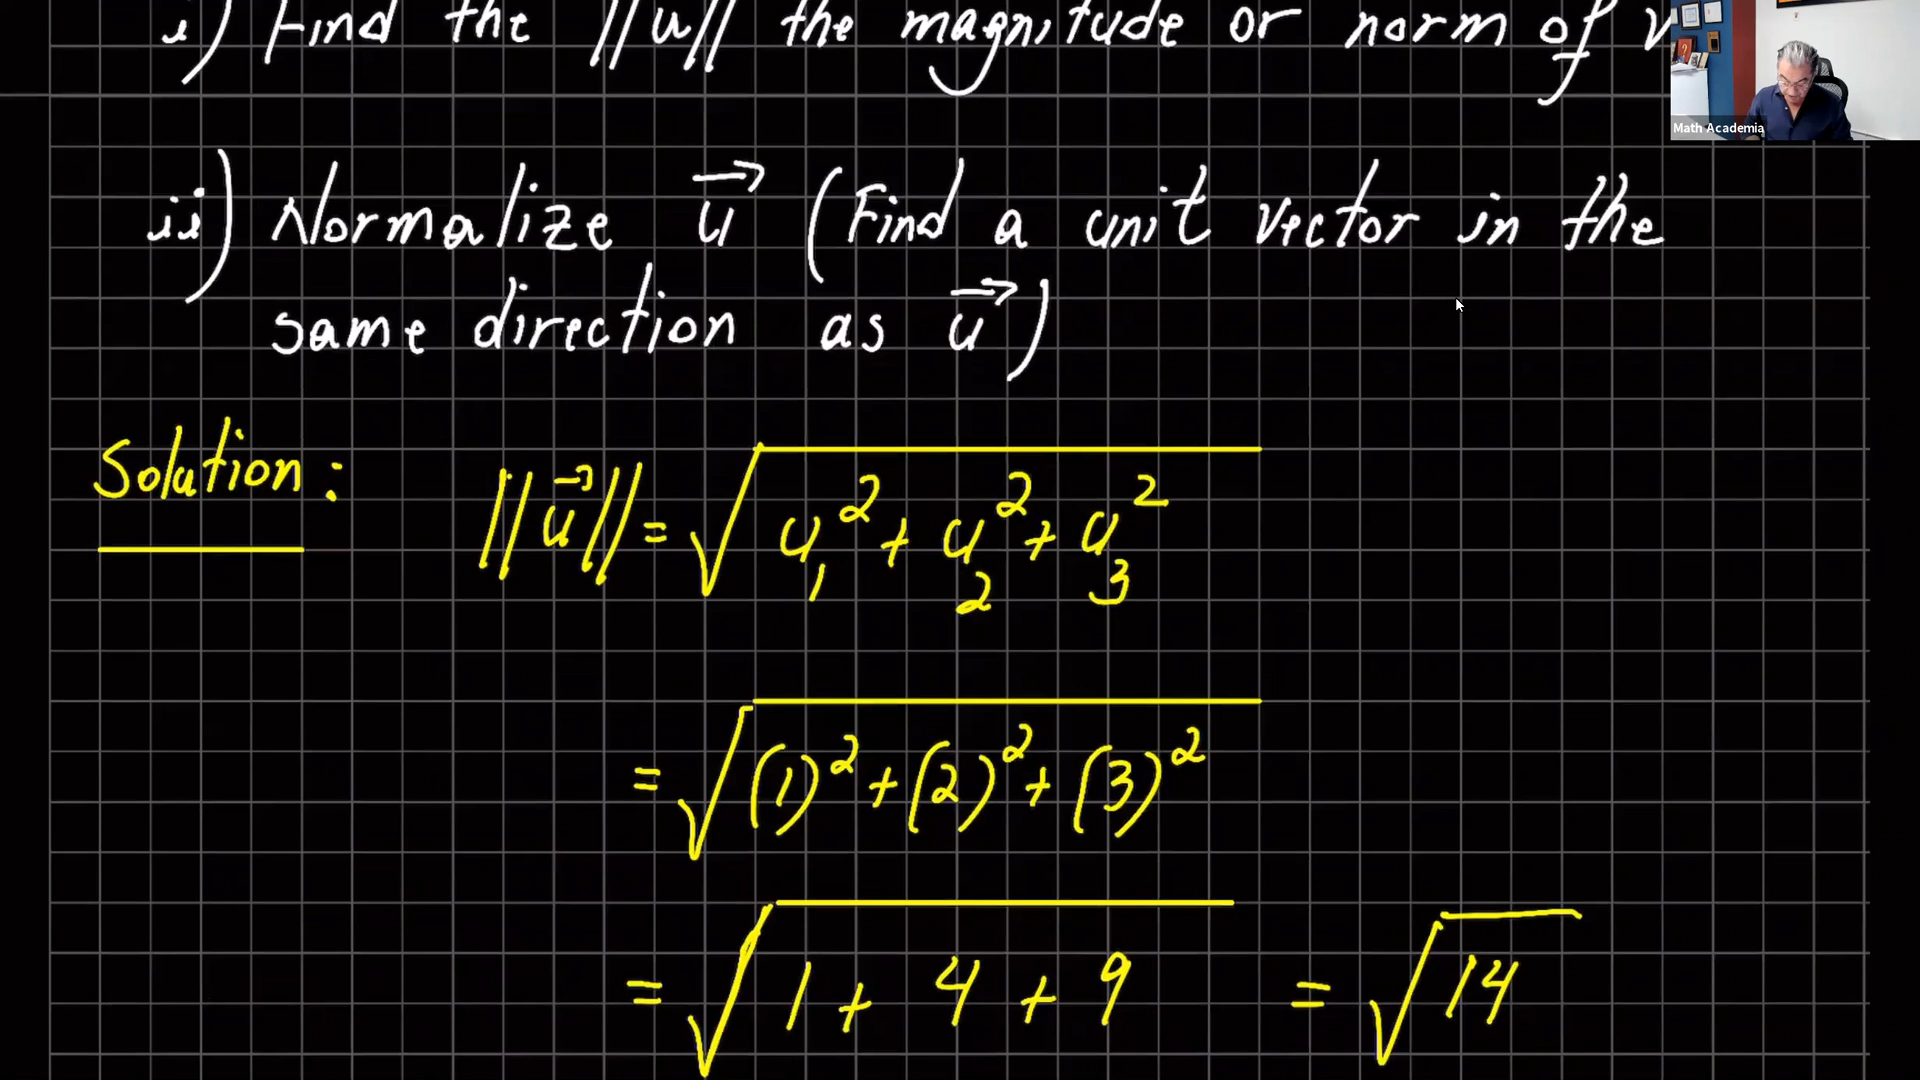 i) Find the ||u|| the magnitude or norm of
Math Academia
ii) Normalize u⃗ (Find a unit vector in the
same direction as u⃗)
Solution: ||u⃗|| = √(u₁² + u₂² + u₃²)
= √((1)² + (2)² + (3)²)
= √(1 + 4 + 9) = √14